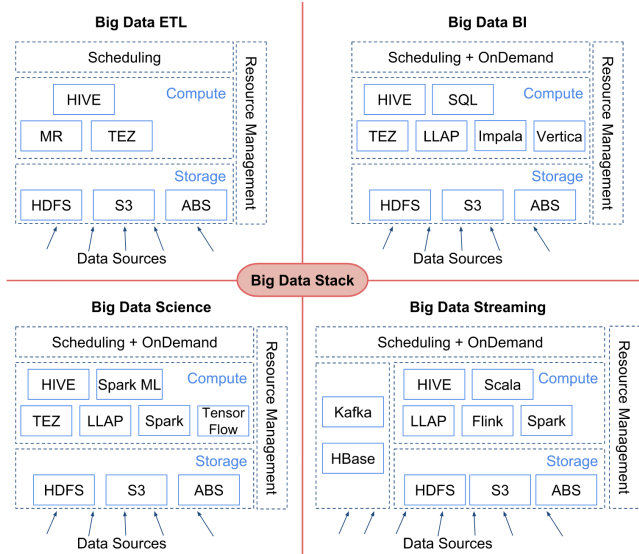 Big Data ETL
Scheduling
Resource Management
Compute
HIVE
MR
TEZ
Storage
HDFS
S3
ABS
Data Sources
Big Data BI
Scheduling + OnDemand
Resource Management
Compute
HIVE
SQL
TEZ
LLAP
Impala
Vertica
Storage
HDFS
S3
ABS
Data Sources
Big Data Stack
Big Data Science
Scheduling + OnDemand
Resource Management
Compute
HIVE
Spark ML
TEZ
LLAP
Spark
Tensor
Flow
Storage
HDFS
S3
ABS
Data Sources
Big Data Streaming
Scheduling + OnDemand
Resource Management
Kafka
HBase
Compute
HIVE
Scala
LLAP
Flink
Spark
Storage
HDFS
S3
ABS
Data Sources